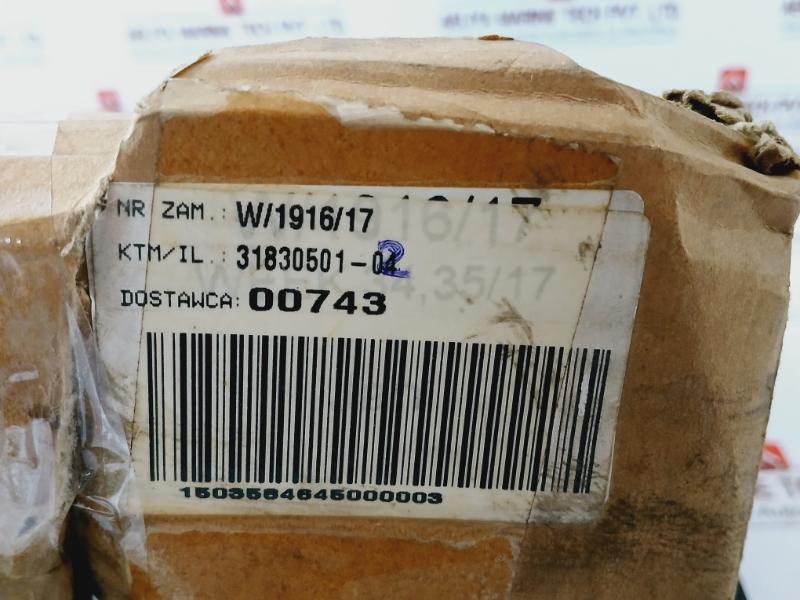 NR ZAM.: W/1916/17
KTM/IL.: 31830501-02
DOSTAWCA: 00743
1503564645000003